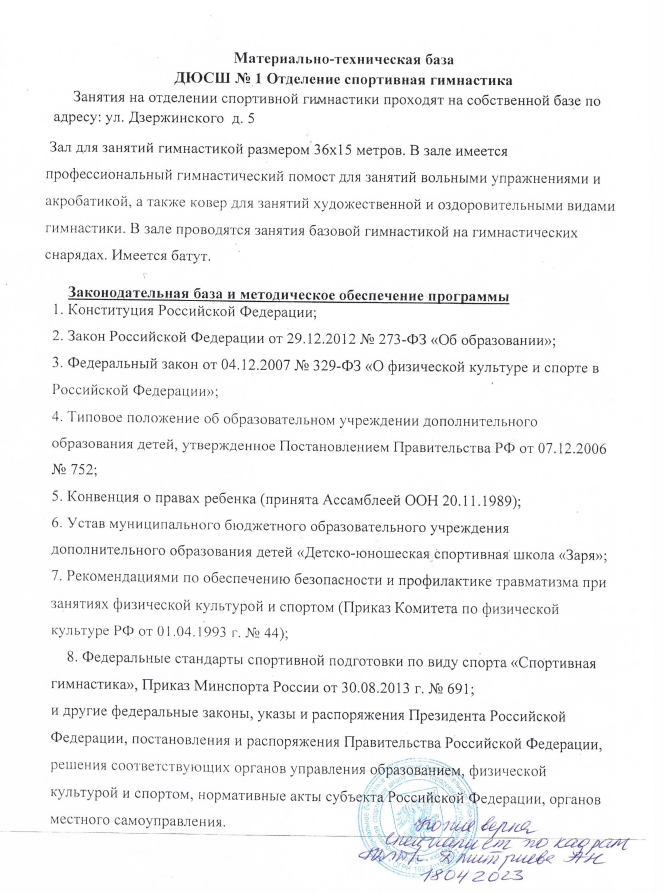 Материально-техническая база
ДЮСШ № 1 Отделение спортивная гимнастика
Занятия на отделении спортивной гимнастики проходят на собственной базе по
адресу: ул. Дзержинского д. 5
Зал для занятий гимнастикой размером 36х15 метров. В зале имеется
профессиональный гимнастический помост для занятий вольными упражнениями и
акробатикой, а также ковер для занятий художественной и оздоровительными видами
гимнастики. В зале проводятся занятия базовой гимнастикой на гимнастических
снарядах. Имеется батут.
Законодательная база и методическое обеспечение программы
1. Конституция Российской Федерации;
2. Закон Российской Федерации от 29.12.2012 № 273-ФЗ «Об образовании»;
3. Федеральный закон от 04.12.2007 № 329-ФЗ «О физической культуре и спорте в
Российской Федерации»;
4. Типовое положение об образовательном учреждении дополнительного
образования детей, утвержденное Постановлением Правительства РФ от 07.12.2006
№ 752;
5. Конвенция о правах ребенка (принята Ассамблеей ООН 20.11.1989);
6. Устав муниципального бюджетного образовательного учреждения
дополнительного образования детей «Детско-юношеская спортивная школа «Заря»;
7. Рекомендациями по обеспечению безопасности и профилактике травматизма при
занятиях физической культурой и спортом (Приказ Комитета по физической
культуре РФ от 01.04.1993 г. № 44);
8. Федеральные стандарты спортивной подготовки по виду спорта «Спортивная
гимнастика», Приказ Минспорта России от 30.08.2013 г. № 691;
и другие федеральные законы, указы и распоряжения Президента Российской
Федерации, постановления и распоряжения Правительства Российской Федерации,
решения соответствующих органов управления образованием, физической
культурой и спортом, нормативные акты субъекта Российской Федерации, органов
местного самоуправления.
Копия верна
специалист по кадрам
Дмитриева АН
18042023